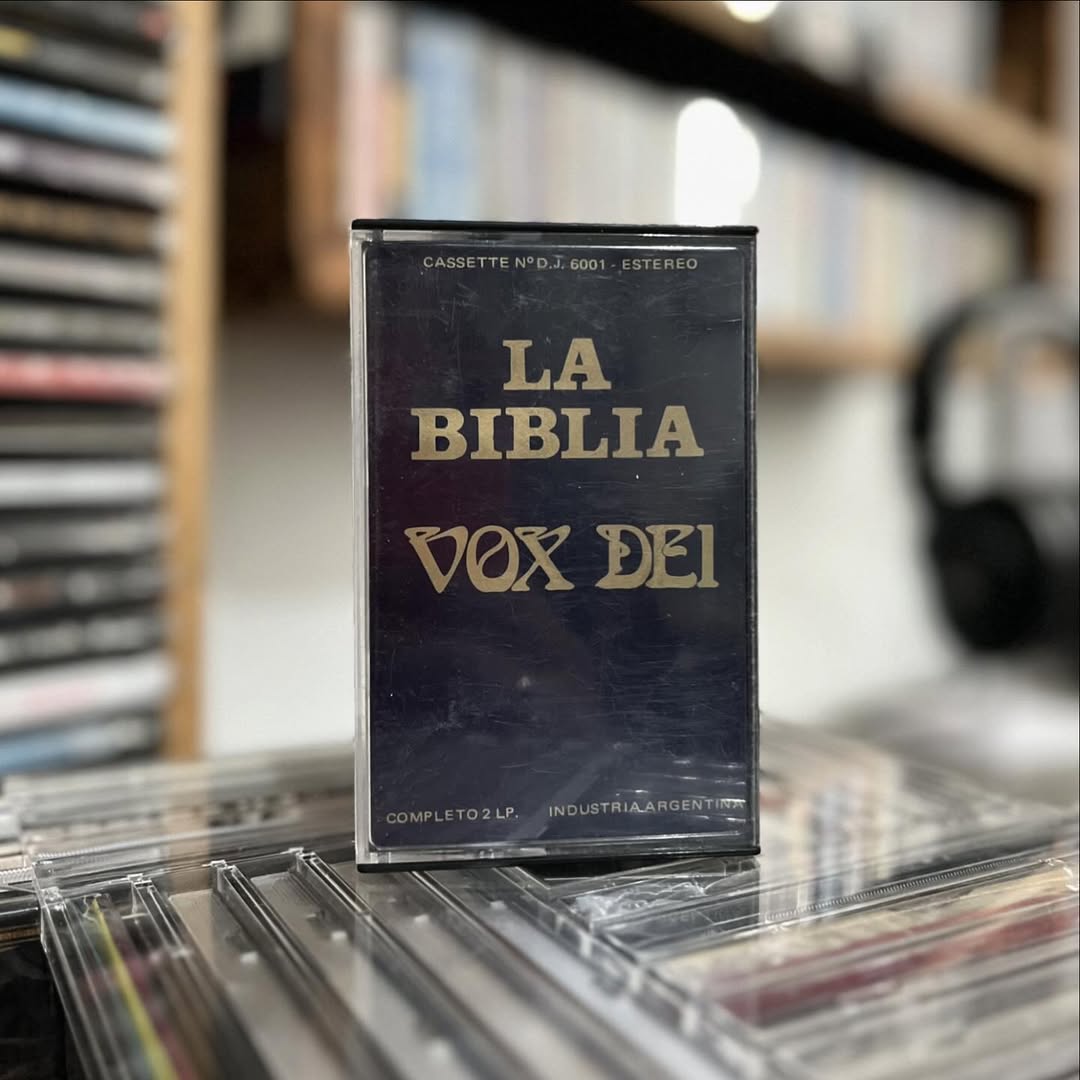 CASSETTE Nº D.J. 6001 - ESTEREO
LA
BIBLIA
VOX DEI
COMPLETO 2 LP. INDUSTRIA ARGENTINA